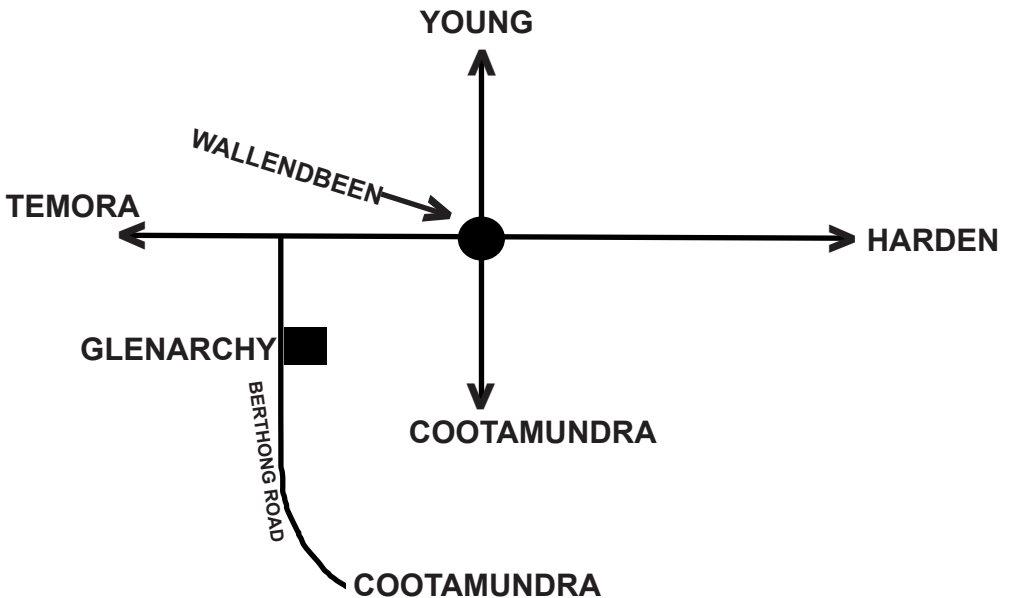 YOUNG
WALLENDBEEN
TEMORA
HARDEN
GLENARCHY
BERTHONG ROAD
COOTAMUNDRA
COOTAMUNDRA